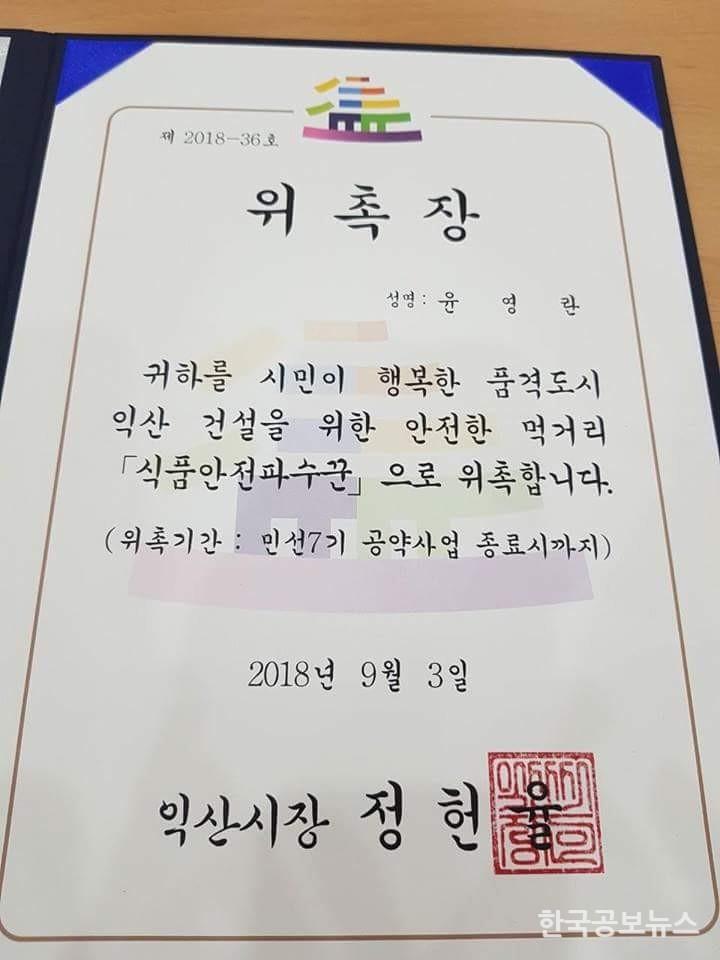 제 2018-36호
위 촉 장
성명 : 윤 영 란
귀하를 시민이 행복한 품격도시
익산 건설을 위한 안전한 먹거리
「식품안전파수꾼」으로 위촉합니다.
(위촉기간 : 민선7기 공약사업 종료시까지)
2018년 9월 3일
익산시장 정 헌 율
한국공보뉴스